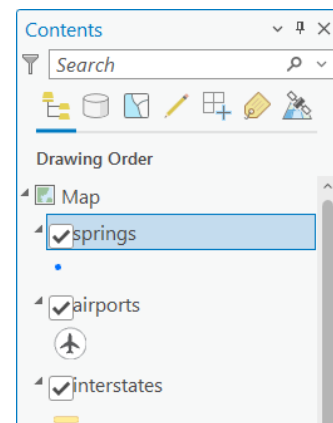 Contents
Search
Drawing Order
Map
springs
airports
interstates